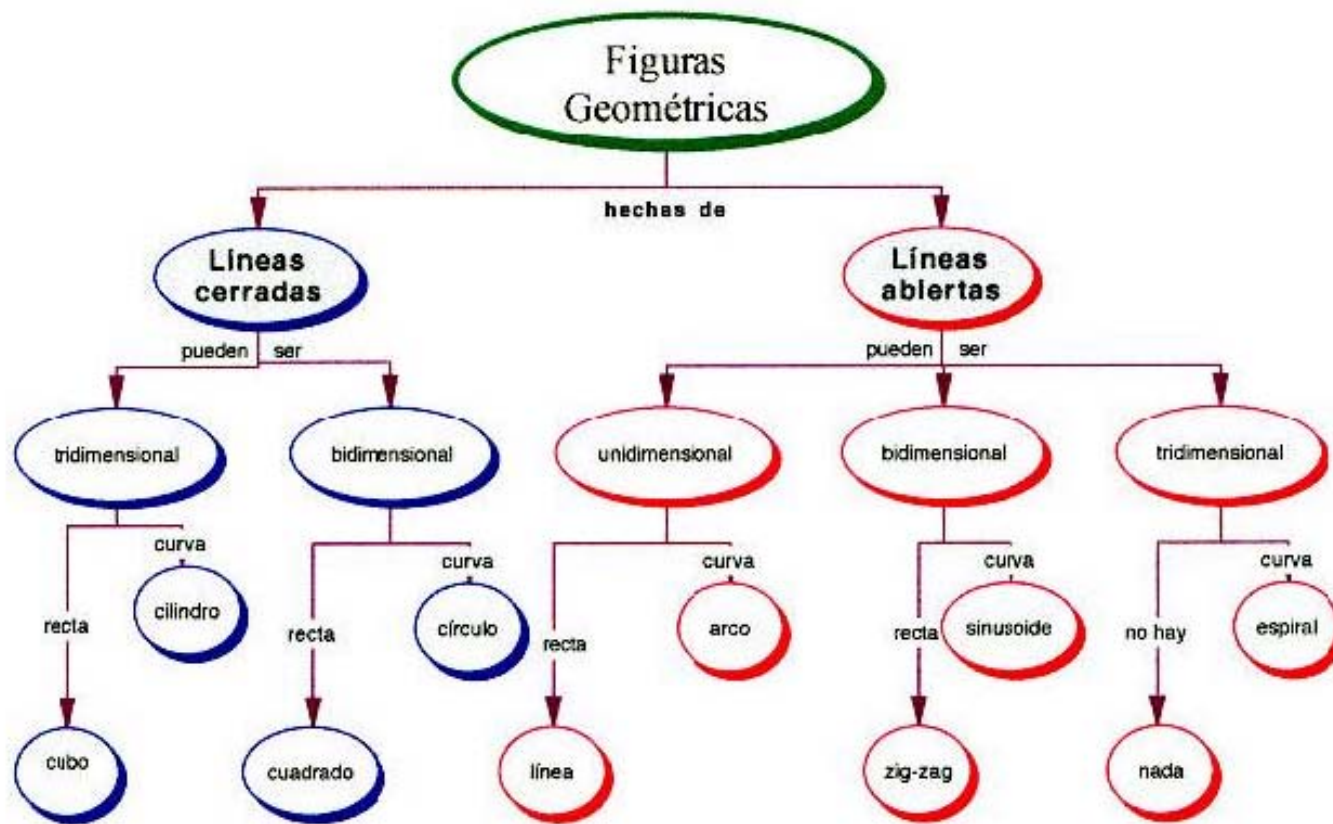 Figuras
Geométricas
hechas de
Líneas
cerradas
Líneas
abiertas
pueden ser
pueden ser
tridimensional
bidimensional
unidimensional
bidimensional
tridimensional
curva
curva
curva
curva
curva
cilindro
círculo
arco
sinusoide
espiral
recta
recta
recta
recta
no hay
cubo
cuadrado
línea
zig-zag
nada